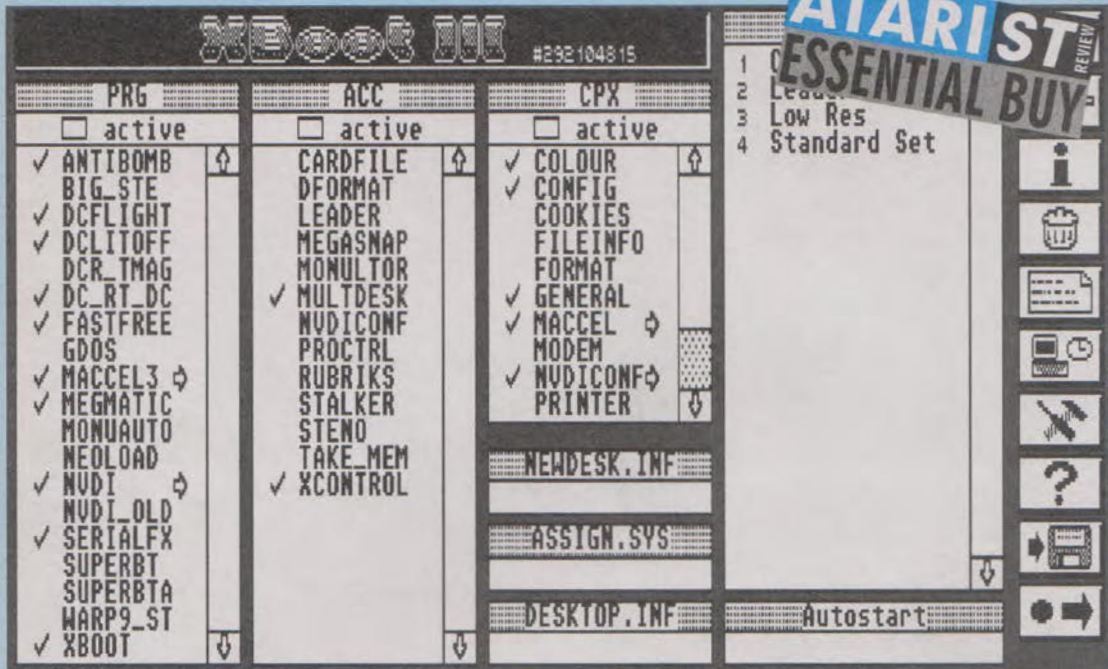 XBoot III #292104815
ATARI ST REVIEW
ESSENTIAL BUY
PRG
active
✓ ANTIBOMB
BIG_STE
✓ DCFLIGHT
✓ DCLITOFF
DCR_TMAG
✓ DC_RT_DC
✓ FASTFREE
GDOS
✓ MACCEL3
✓ MEGMATIC
MONUAUTO
NEOLOAD
✓ NVDI
NVDI_OLD
✓ SERIALFX
SUPERBT
SUPERBTA
WARP9_ST
✓ XBOOT
ACC
active
CARDFILE
DFORMAT
LEADER
MEGASNAP
MONULTOR
✓ MULTDESK
NVDICONF
PROCTRL
RUBRIKS
STALKER
STENO
TAKE_MEM
✓ XCONTROL
CPX
active
✓ COLOUR
✓ CONFIG
COOKIES
FILEINFO
FORMAT
✓ GENERAL
✓ MACCEL
MODEM
✓ NVDICONF
PRINTER
NEWDESK.INF
ASSIGN.SYS
DESKTOP.INF
1
2
3 Low Res
4 Standard Set
Autostart